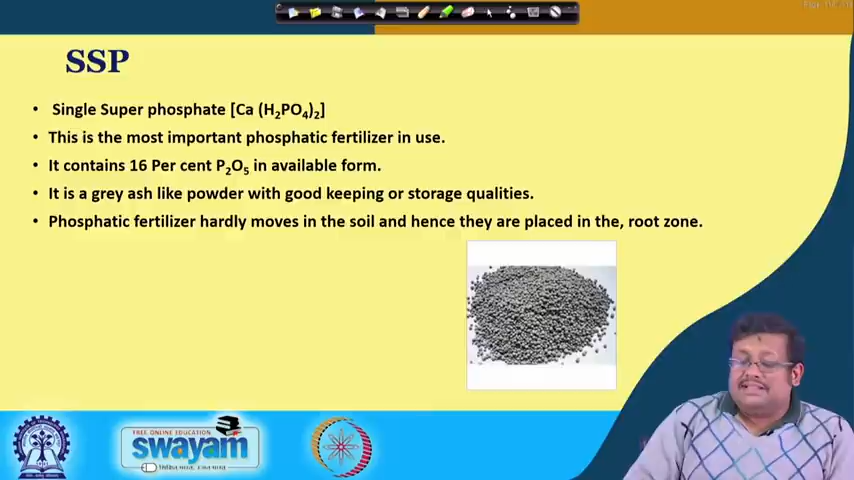 SSP
• Single Super phosphate [Ca (H₂PO₄)₂]
• This is the most important phosphatic fertilizer in use.
• It contains 16 Per cent P₂O₅ in available form.
• It is a grey ash like powder with good keeping or storage qualities.
• Phosphatic fertilizer hardly moves in the soil and hence they are placed in the, root zone.
FREE ONLINE EDUCATION
swayam